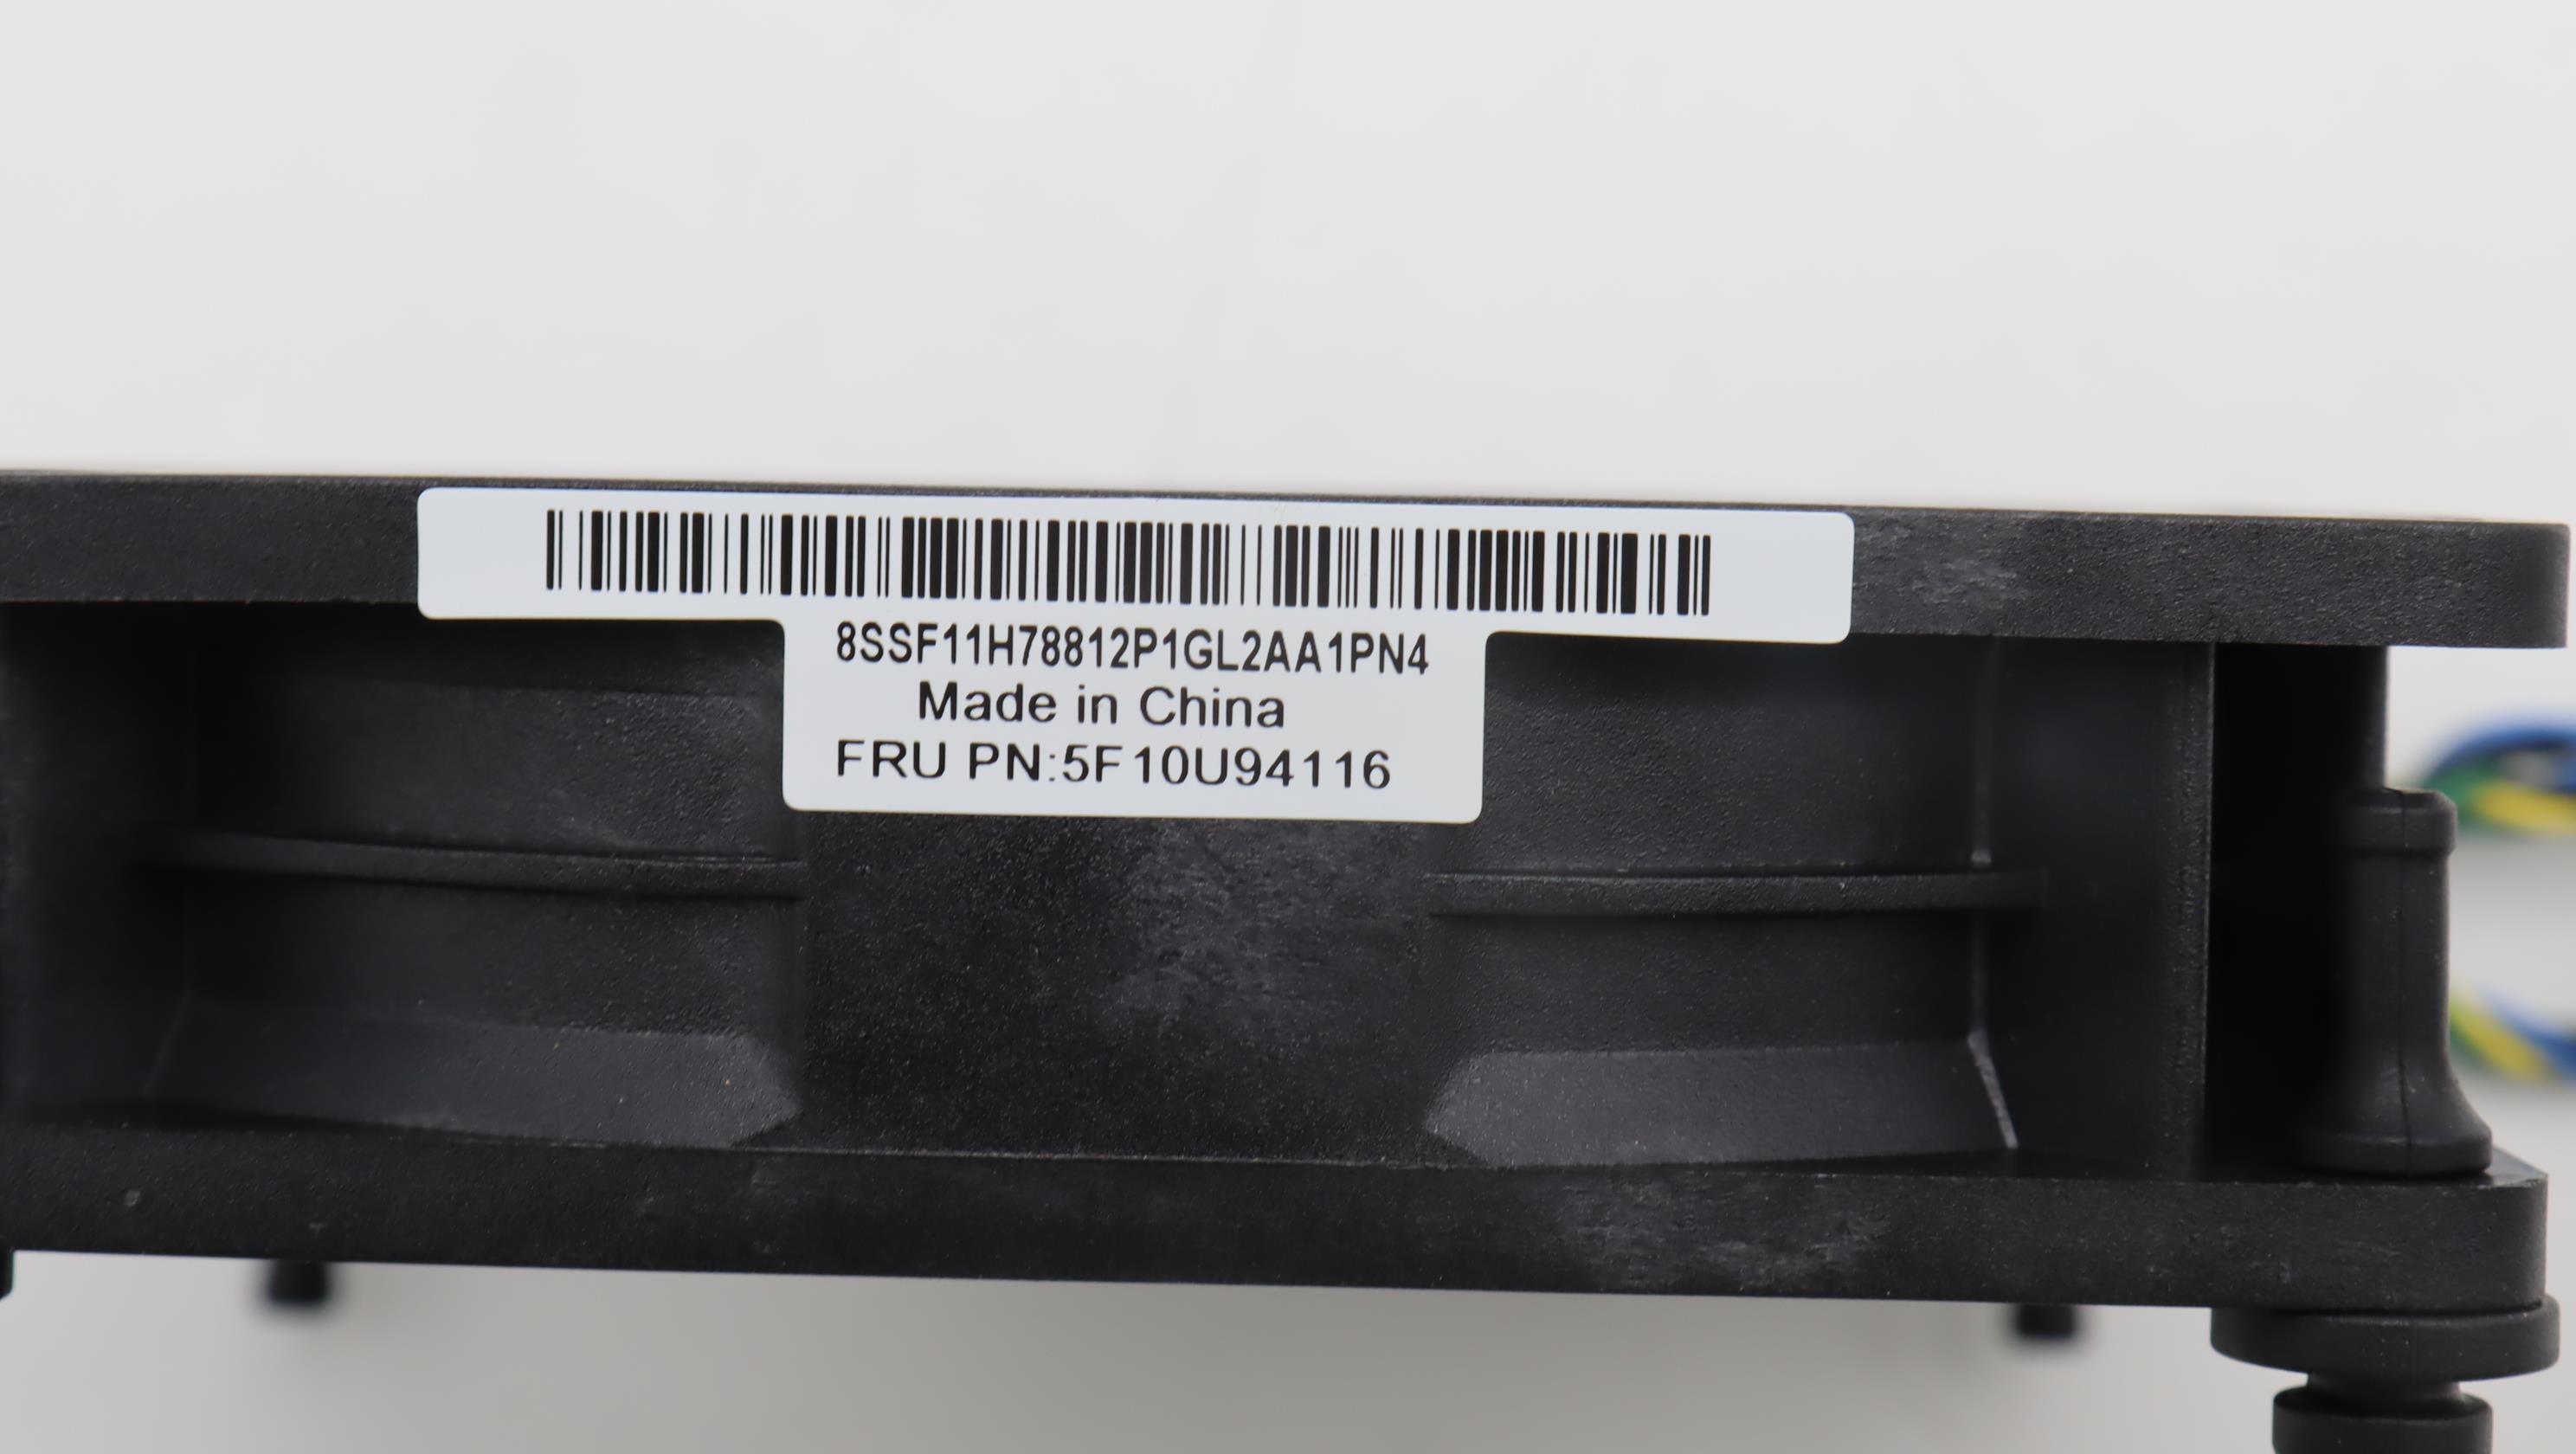 8SSF11H78812P1GL2AA1PN4
Made in China
FRU PN:5F10U94116